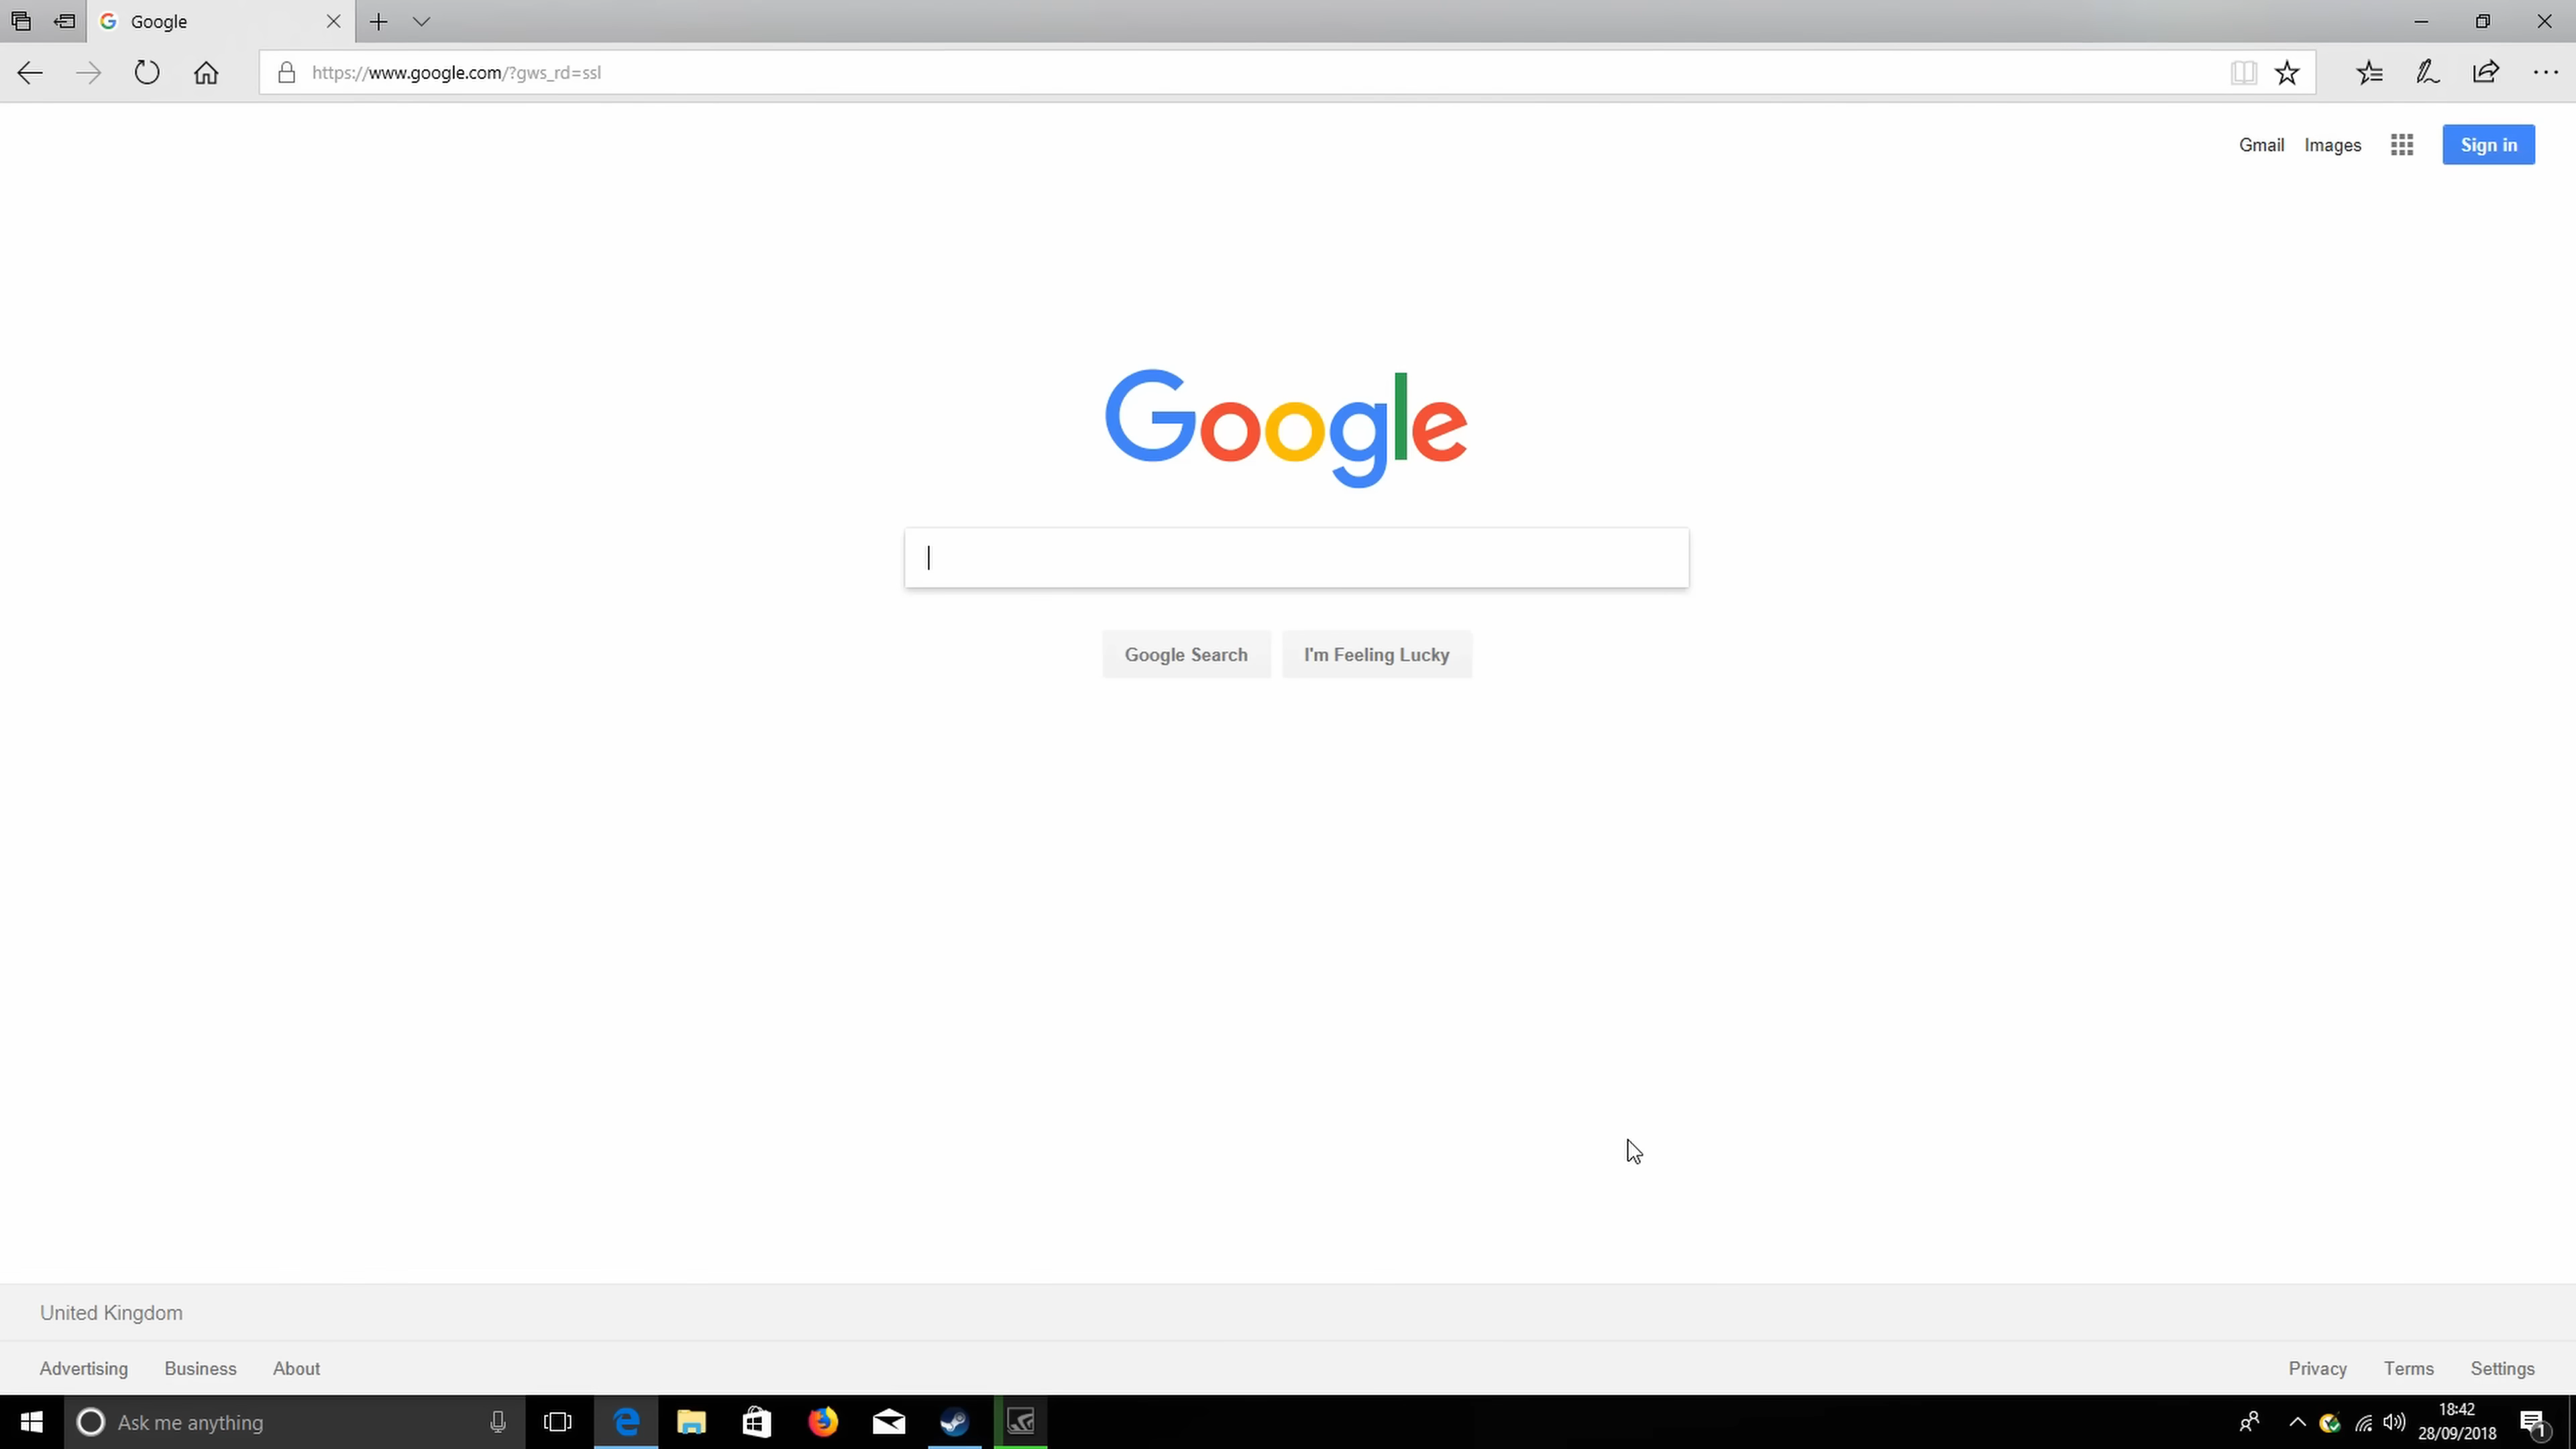 Google
https://www.google.com/?gws_rd=ssl
Gmail Images Sign in
Google
Google Search I'm Feeling Lucky
United Kingdom
Advertising Business About Privacy Terms Settings
Ask me anything
18:42
28/09/2018
1